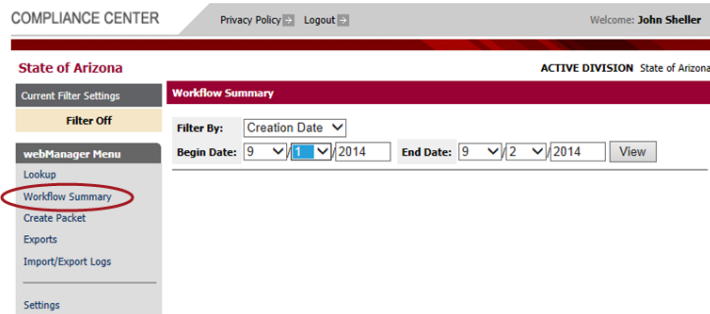 COMPLIANCE CENTER Privacy Policy Logout Welcome: John Sheller
State of Arizona ACTIVE DIVISION State of Arizona
Current Filter Settings
Filter Off
webManager Menu
Lookup
Workflow Summary
Create Packet
Exports
Import/Export Logs
Settings
Workflow Summary
Filter By: Creation Date
Begin Date: 9 / 1 / 2014 End Date: 9 / 2 / 2014 View